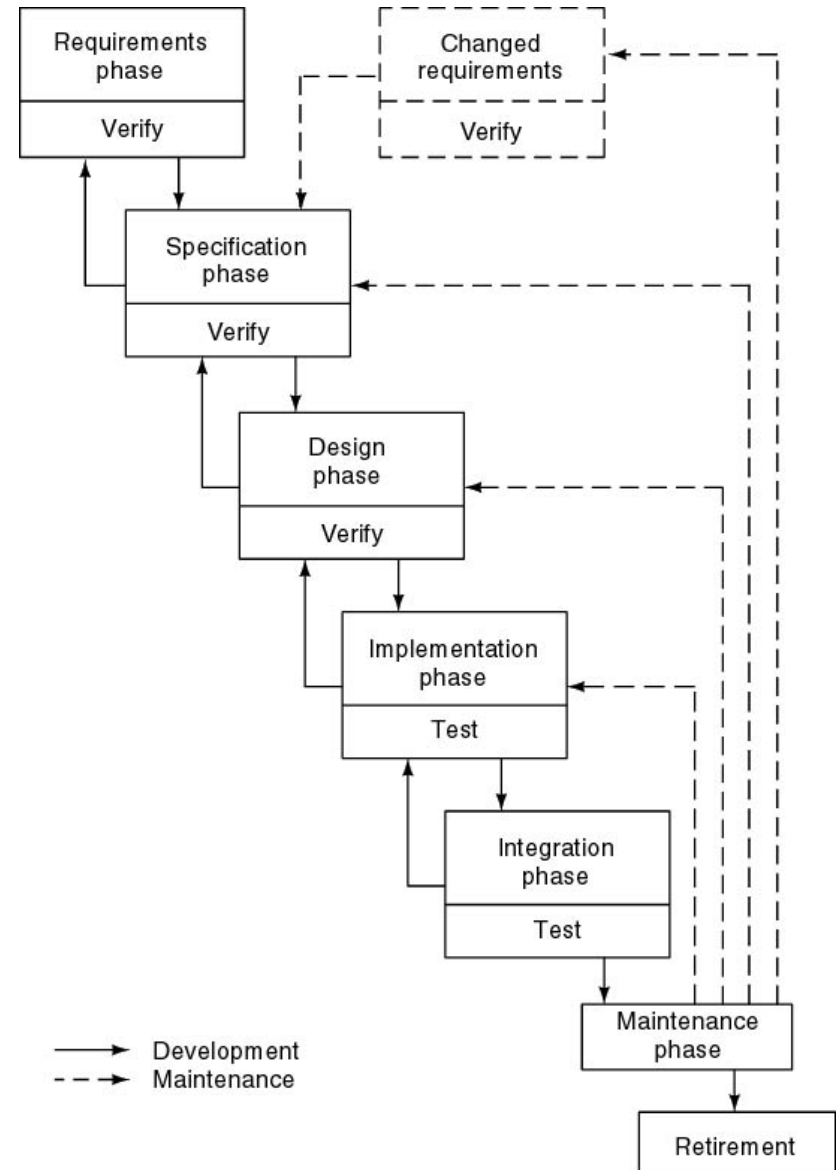 Requirements
phase
Verify
Changed
requirements
Verify
Specification
phase
Verify
Design
phase
Verify
Implementation
phase
Test
Integration
phase
Test
Maintenance
phase
Development
Maintenance
Retirement